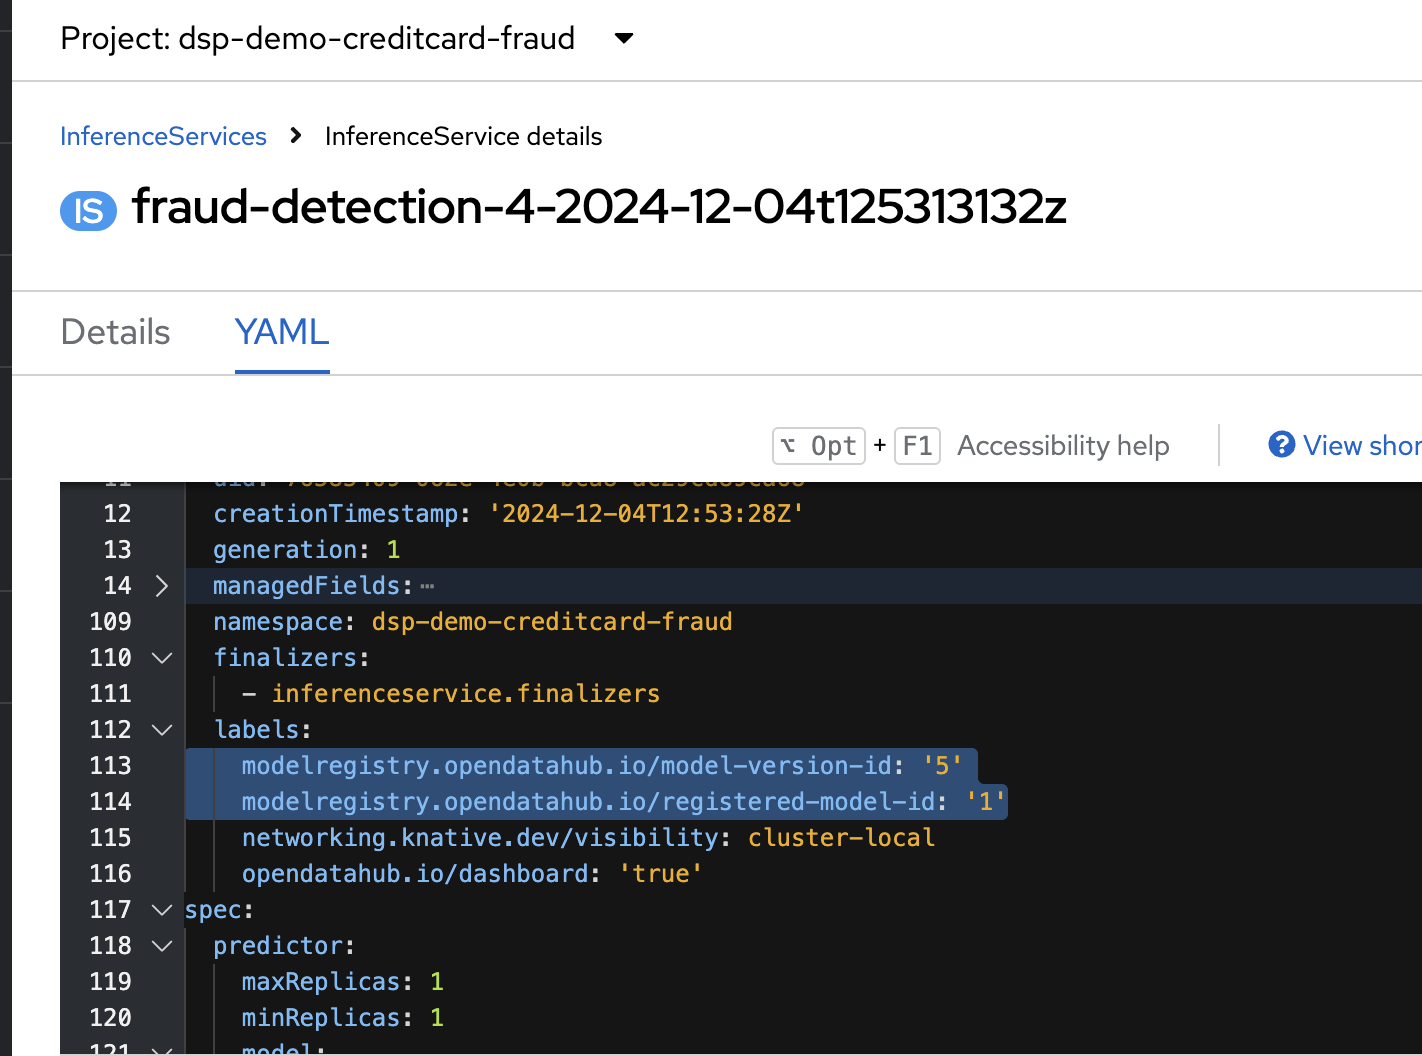 Project: dsp-demo-creditcard-fraud
InferenceServices > InferenceService details
IS fraud-detection-4-2024-12-04t125313132z
Details YAML
⌥ Opt + F1 Accessibility help ? View shor
12 creationTimestamp: '2024-12-04T12:53:28Z'
13 generation: 1
14 > managedFields:…
109 namespace: dsp-demo-creditcard-fraud
110 finalizers:
111 - inferenceservice.finalizers
112 labels:
113 modelregistry.opendatahub.io/model-version-id: '5'
114 modelregistry.opendatahub.io/registered-model-id: '1'
115 networking.knative.dev/visibility: cluster-local
116 opendatahub.io/dashboard: 'true'
117 spec:
118 predictor:
119 maxReplicas: 1
120 minReplicas: 1
121 model: